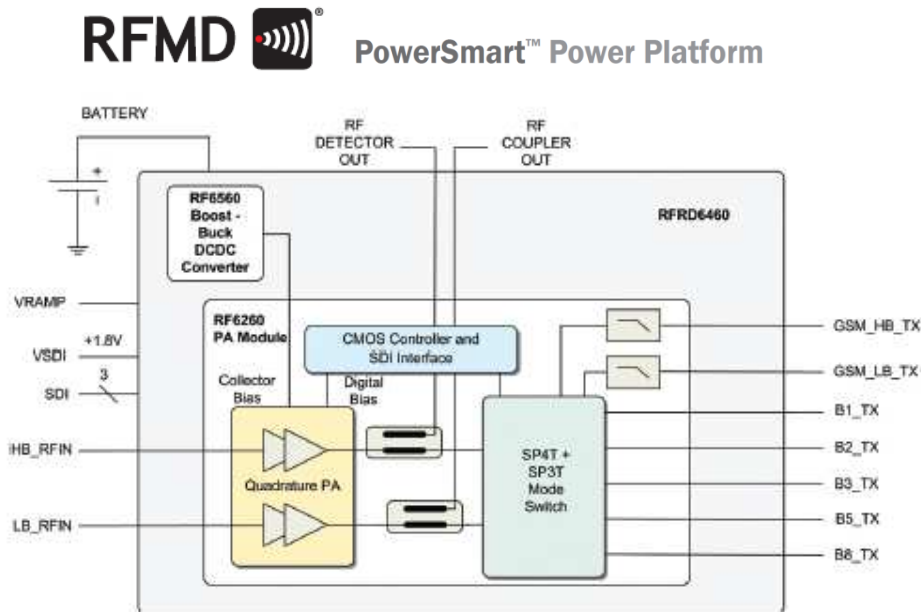 RFMD ®
PowerSmart™ Power Platform
BATTERY
RF
DETECTOR
OUT
RF
COUPLER
OUT
+
RF6560
Boost -
Buck
DCDC
Converter
RFRD6460
VRAMP
RF6260
PA Module
CMOS Controller and
SDI Interface
GSM_HB_TX
+1.8V
VSDI
3
SDI
Collector
Bias
Digital
Bias
GSM_LB_TX
B1_TX
HB_RFIN
Quadrature PA
SP4T +
SP3T
Mode
Switch
B2_TX
B3_TX
LB_RFIN
B5_TX
B8_TX